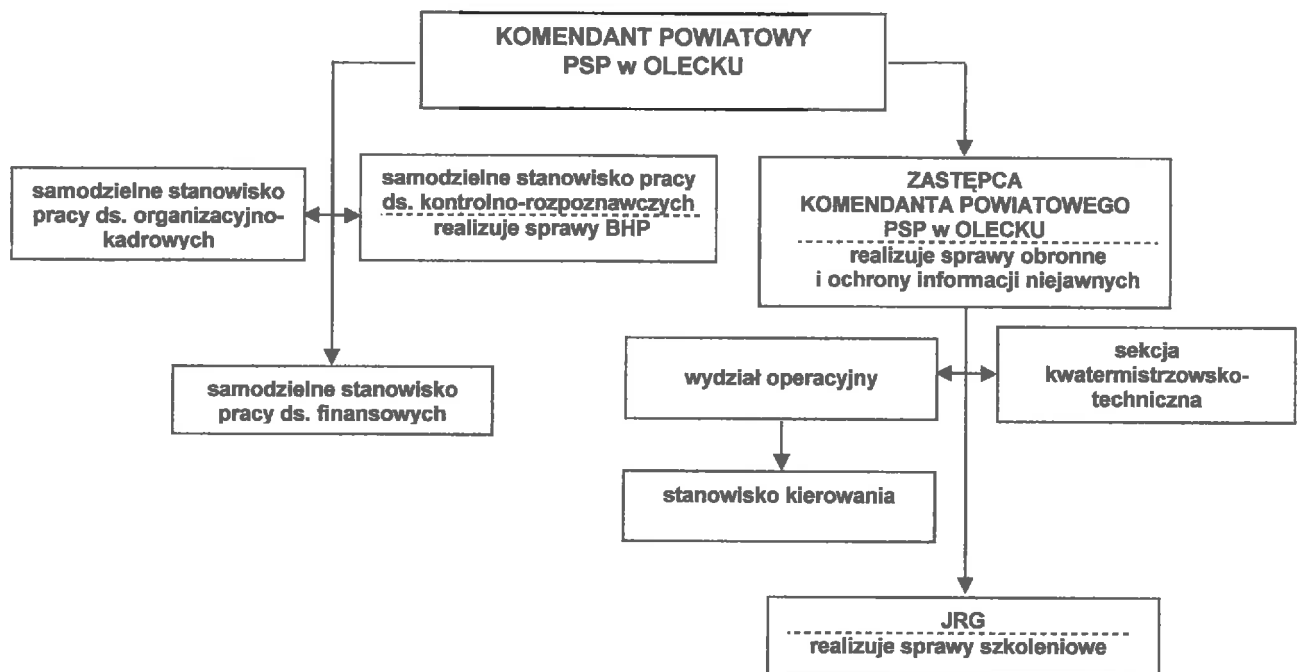 KOMENDANT POWIATOWY
PSP w OLECKU
samodzielne stanowisko
pracy ds. organizacyjno-
kadrowych
samodzielne stanowisko pracy
ds. kontrolno-rozpoznawczych
realizuje sprawy BHP
ZASTĘPCA
KOMENDANTA POWIATOWEGO
PSP w OLECKU
realizuje sprawy obronne
i ochrony informacji niejawnych
samodzielne stanowisko
pracy ds. finansowych
wydział operacyjny
sekcja
kwatermistrzowsko-
techniczna
stanowisko kierowania
JRG
realizuje sprawy szkoleniowe